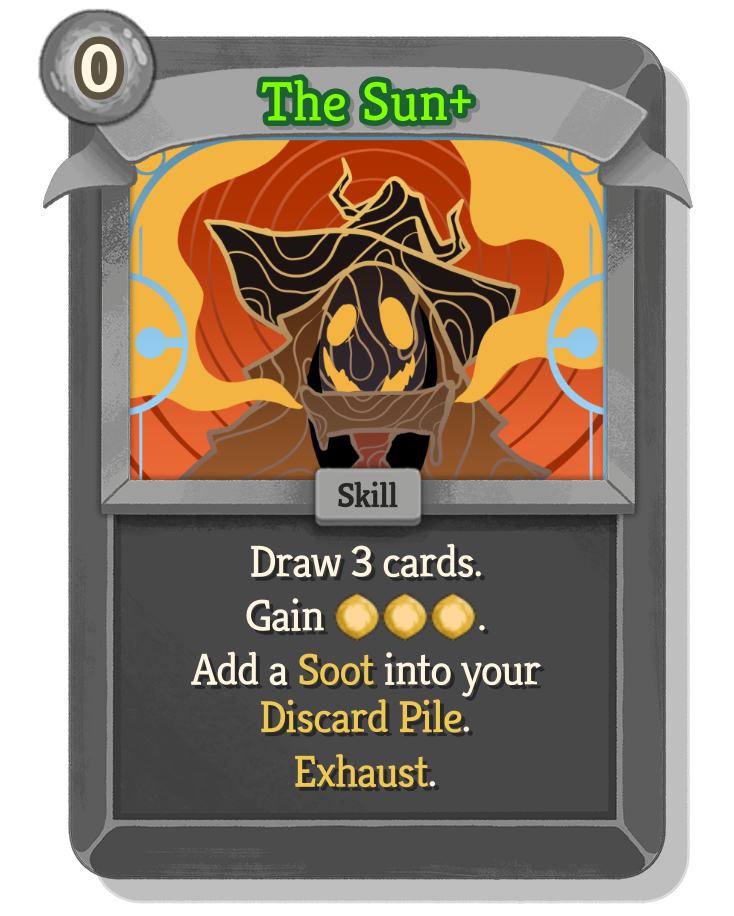 0
The Sun+
Skill
Draw 3 cards.
Gain .
Add a Soot into your
Discard Pile.
Exhaust.